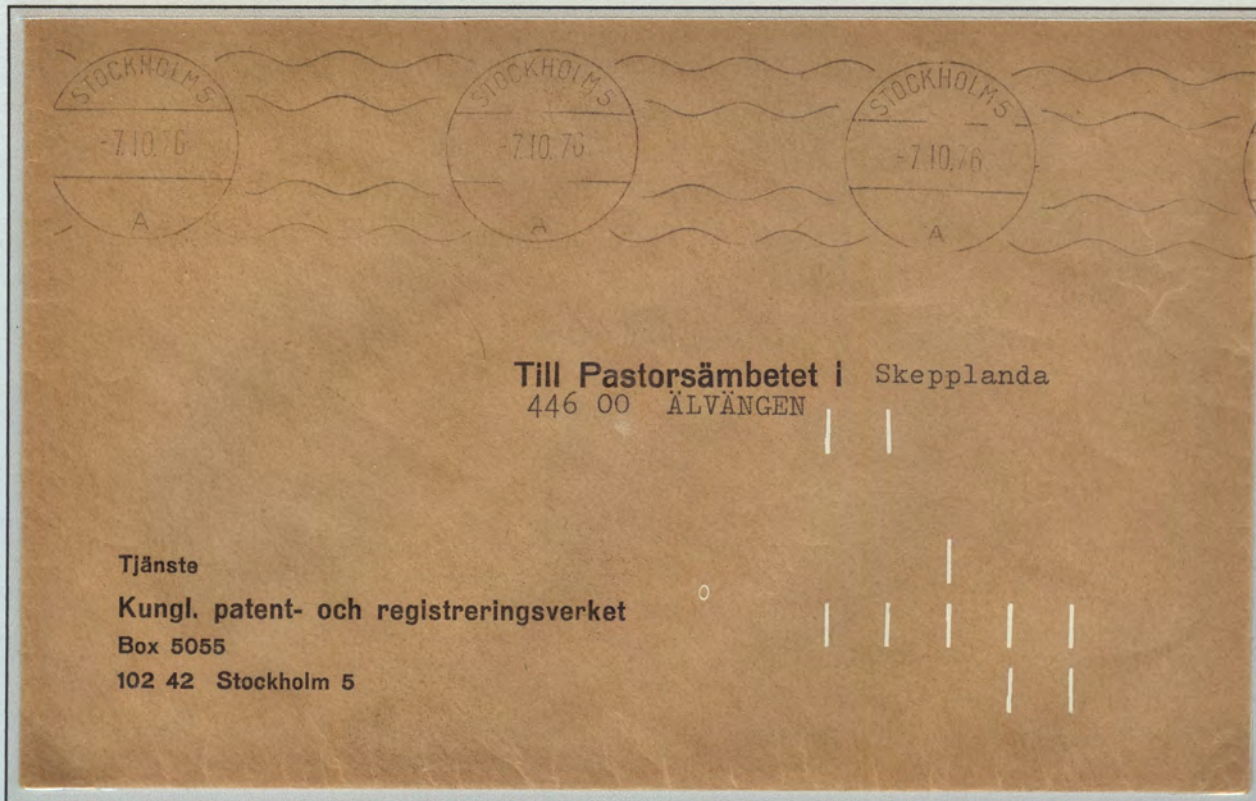 STOCKHOLM 5 STOCKHOLM 5 STOCKHOLM 5
-7.10.76 -7.10.76 -7.10.76
A A A
Till Pastorsämbetet i Skepplanda
446 00 ÄLVÄNGEN
Tjänste
Kungl. patent- och registreringsverket
Box 5055
102 42 Stockholm 5